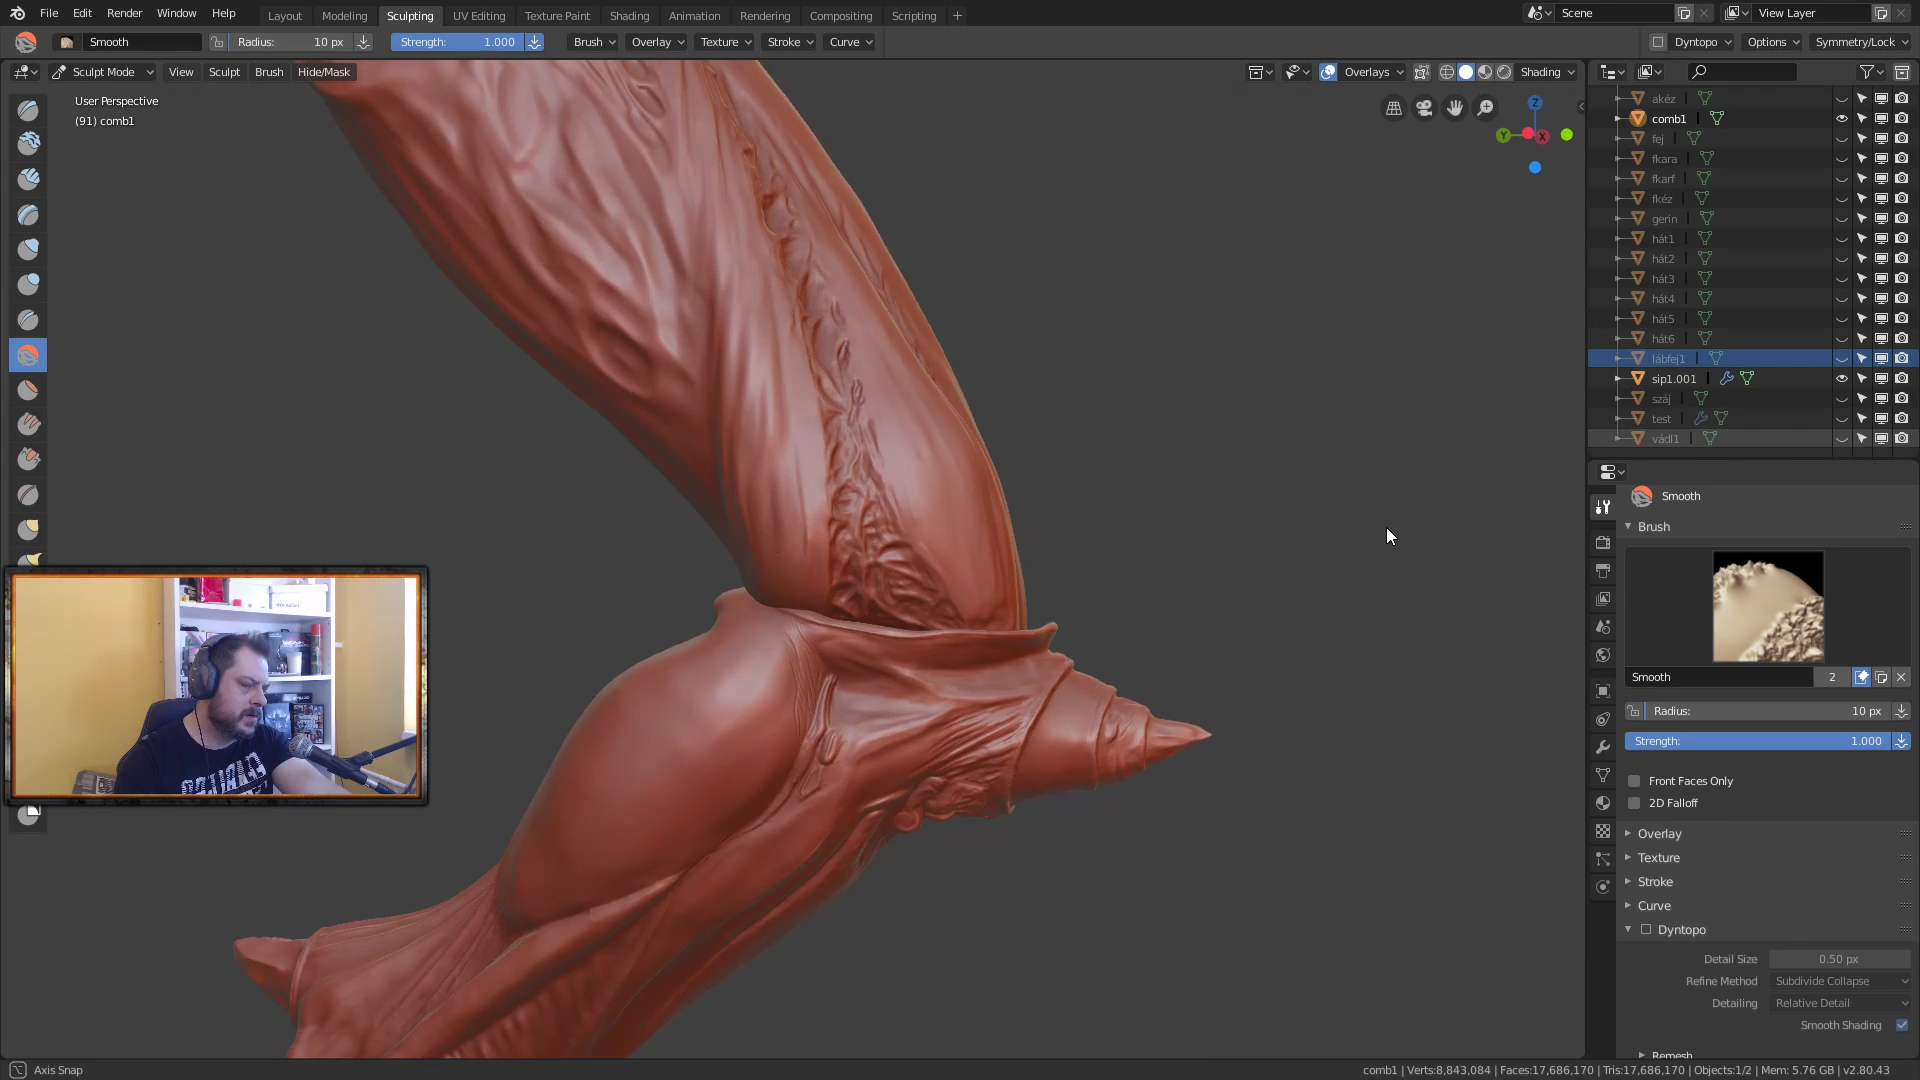 File Edit Render Window Help Layout Modeling Sculpting UV Editing Texture Paint Shading Animation Rendering Compositing Scripting + Scene View Layer
Smooth Radius: 10 px Strength: 1.000 Brush Overlay Texture Stroke Curve Dyntopo Options Symmetry/Lock
Sculpt Mode View Sculpt Brush Hide/Mask Overlays Shading
User Perspective
(91) comb1
Z
Y
X
akéz
comb1
fej
fkara
fkarf
fkéz
gerin
hát1
hát2
hát3
hát4
hát5
hát6
lábfej1
sip1.001
száj
test
vádl1
Smooth
Brush
Smooth 2
Radius: 10 px
Strength: 1.000
Front Faces Only
2D Falloff
Overlay
Texture
Stroke
Curve
Dyntopo
Detail Size 0.50 px
Refine Method Subdivide Collapse
Detailing Relative Detail
Smooth Shading
Remesh
Axis Snap
comb1 | Verts:8,843,084 | Faces:17,686,170 | Tris:17,686,170 | Objects:1/2 | Mem: 5.76 GB | v2.80.43